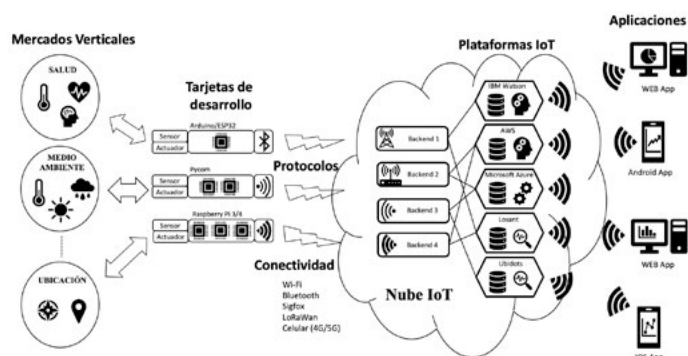 Mercados Verticales
SALUD
MEDIO
AMBIENTE
UBICACIÓN
Tarjetas de
desarrollo
Arduino/ESP32
Sensor
Actuador
Pycom
Sensor
Actuador
Raspberry Pi 3/4
Sensor
Actuador
Protocolos
Conectividad
Wi-Fi
Bluetooth
Sigfox
LoRaWan
Celular (4G/5G)
Plataformas IoT
Backend 1
Backend 2
Backend 3
Backend 4
Nube IoT
IBM Watson
AWS
Microsoft Azure
Losant
Ubidots
Aplicaciones
WEB App
Android App
WEB App
IOS App